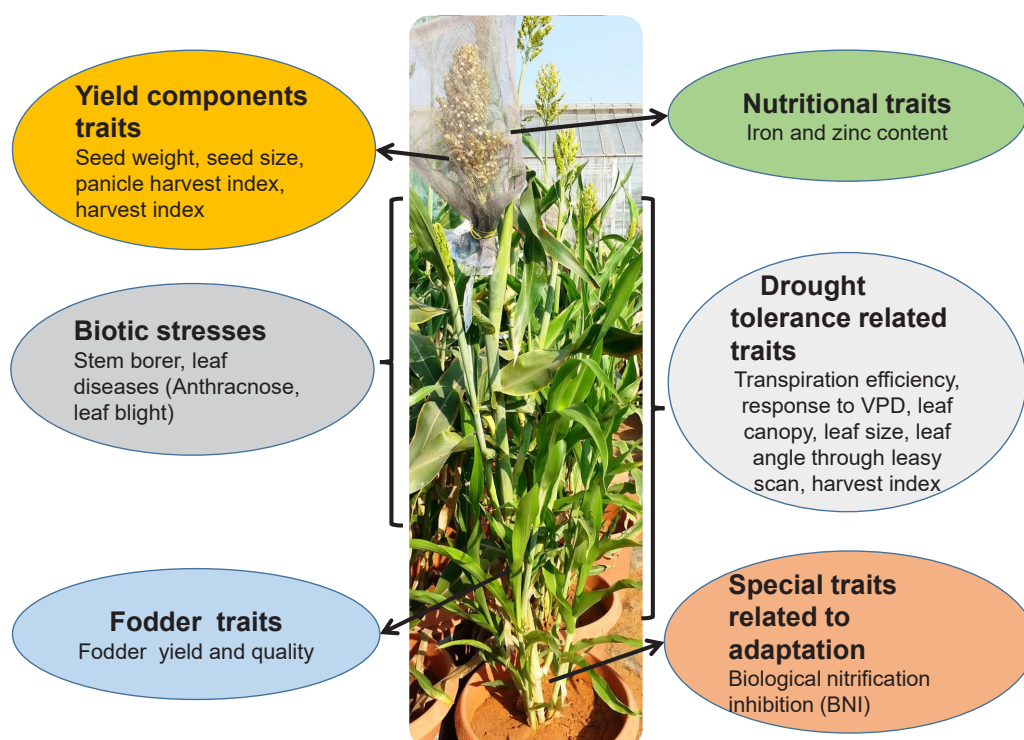 Yield components
traits
Seed weight, seed size,
panicle harvest index,
harvest index
Nutritional traits
Iron and zinc content
Biotic stresses
Stem borer, leaf
diseases (Anthracnose,
leaf blight)
Drought
tolerance related
traits
Transpiration efficiency,
response to VPD, leaf
canopy, leaf size, leaf
angle through leasy
scan, harvest index
Fodder traits
Fodder yield and quality
Special traits
related to
adaptation
Biological nitrification
inhibition (BNI)